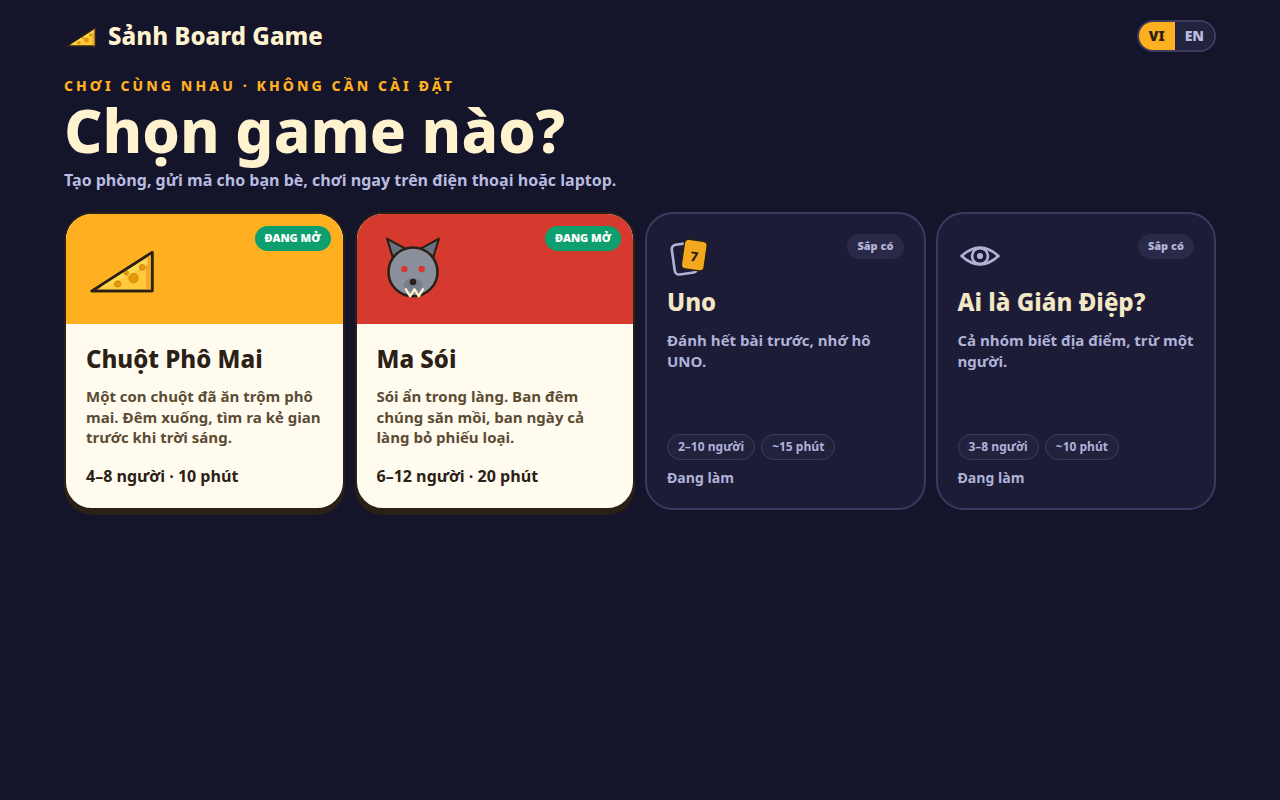 Sảnh Board Game
VI EN
CHƠI CÙNG NHAU · KHÔNG CẦN CÀI ĐẶT
Chọn game nào?
Tạo phòng, gửi mã cho bạn bè, chơi ngay trên điện thoại hoặc laptop.
ĐANG MỞ
Chuột Phô Mai
Một con chuột đã ăn trộm phô
mai. Đêm xuống, tìm ra kẻ gian
trước khi trời sáng.
4–8 người · 10 phút
ĐANG MỞ
Ma Sói
Sói ẩn trong làng. Ban đêm
chúng săn mồi, ban ngày cả
làng bỏ phiếu loại.
6–12 người · 20 phút
7
Sắp có
Uno
Đánh hết bài trước, nhớ hô
UNO.
2–10 người ~15 phút
Đang làm
Sắp có
Ai là Gián Điệp?
Cả nhóm biết địa điểm, trừ một
người.
3–8 người ~10 phút
Đang làm